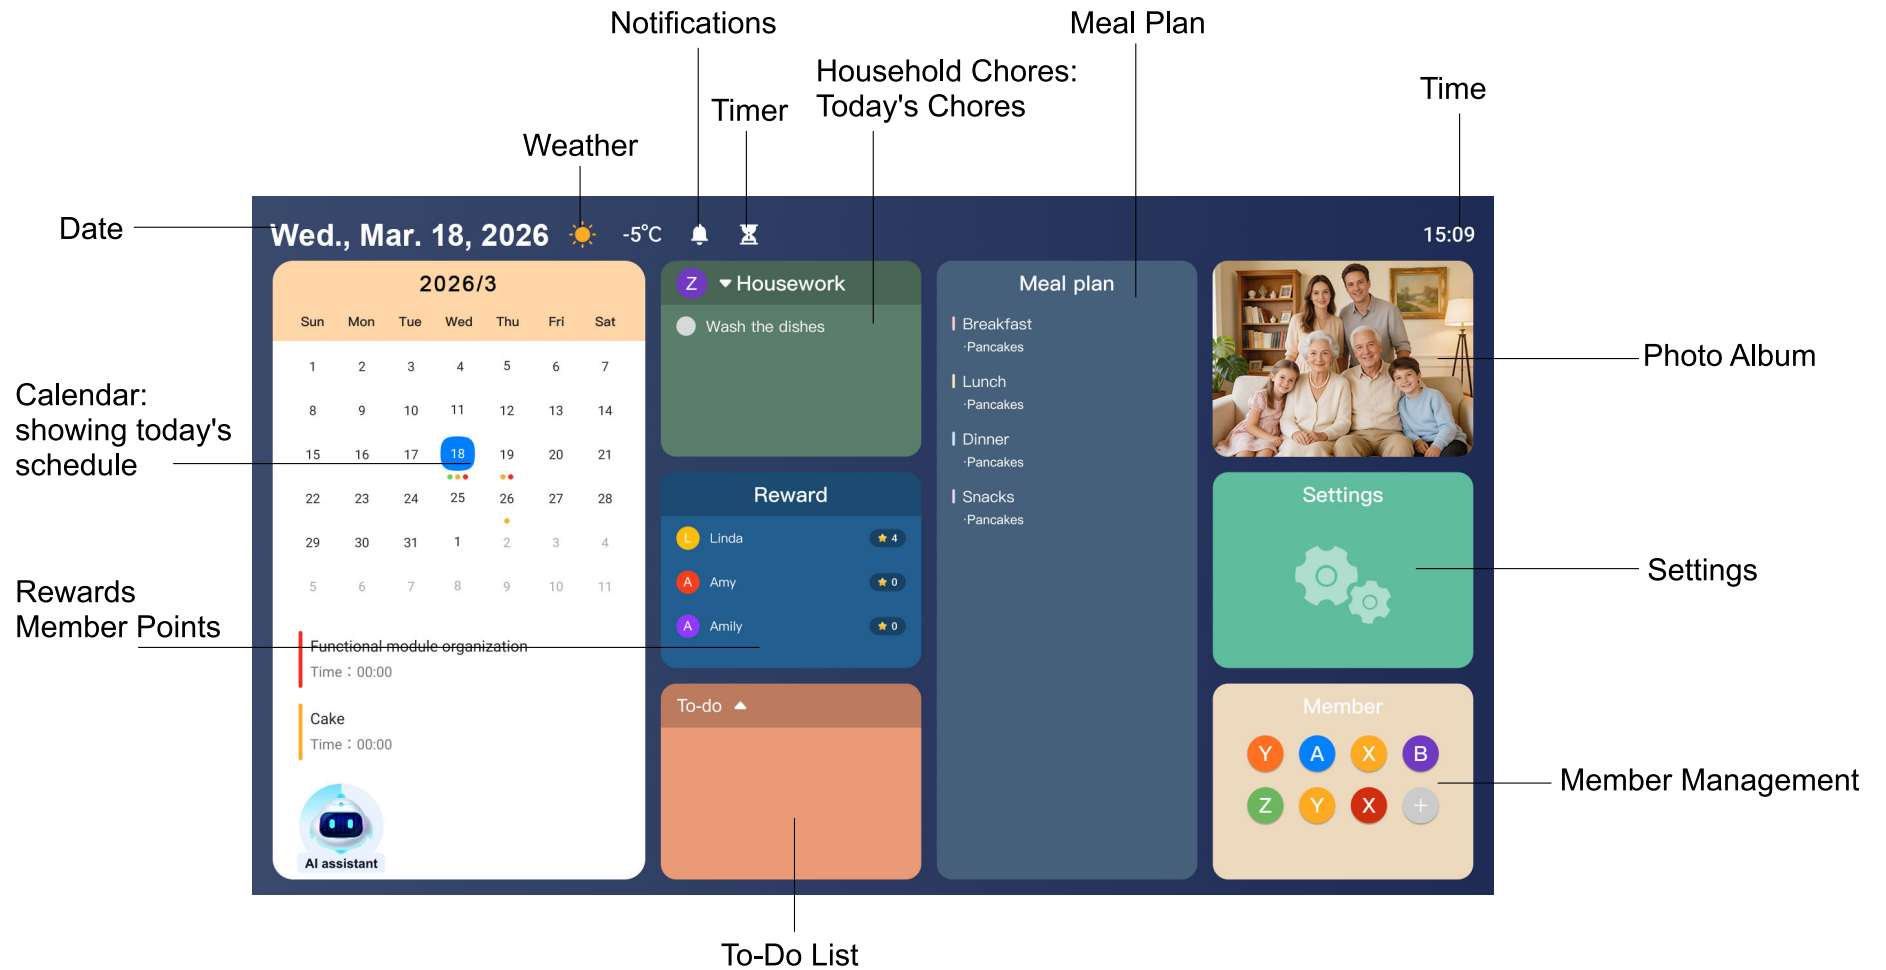 Notifications
Meal Plan
Household Chores:
Today's Chores
Time
Timer
Weather
Date
Wed., Mar. 18, 2026
-5°C
15:09
2026/3
Sun Mon Tue Wed Thu Fri Sat
1 2 3 4 5 6 7
8 9 10 11 12 13 14
15 16 17 18 19 20 21
22 23 24 25 26 27 28
29 30 31 1 2 3 4
5 6 7 8 9 10 11
Functional module organization
Time：00:00
Cake
Time：00:00
AI assistant
Calendar:
showing today's
schedule
Rewards
Member Points
Z Housework
Wash the dishes
Reward
L Linda 4
A Amy 0
A Amily 0
To-do
To-Do List
Meal plan
Breakfast
·Pancakes
Lunch
·Pancakes
Dinner
·Pancakes
Snacks
·Pancakes
Photo Album
Settings
Settings
Member
Y A X B
Z Y X +
Member Management